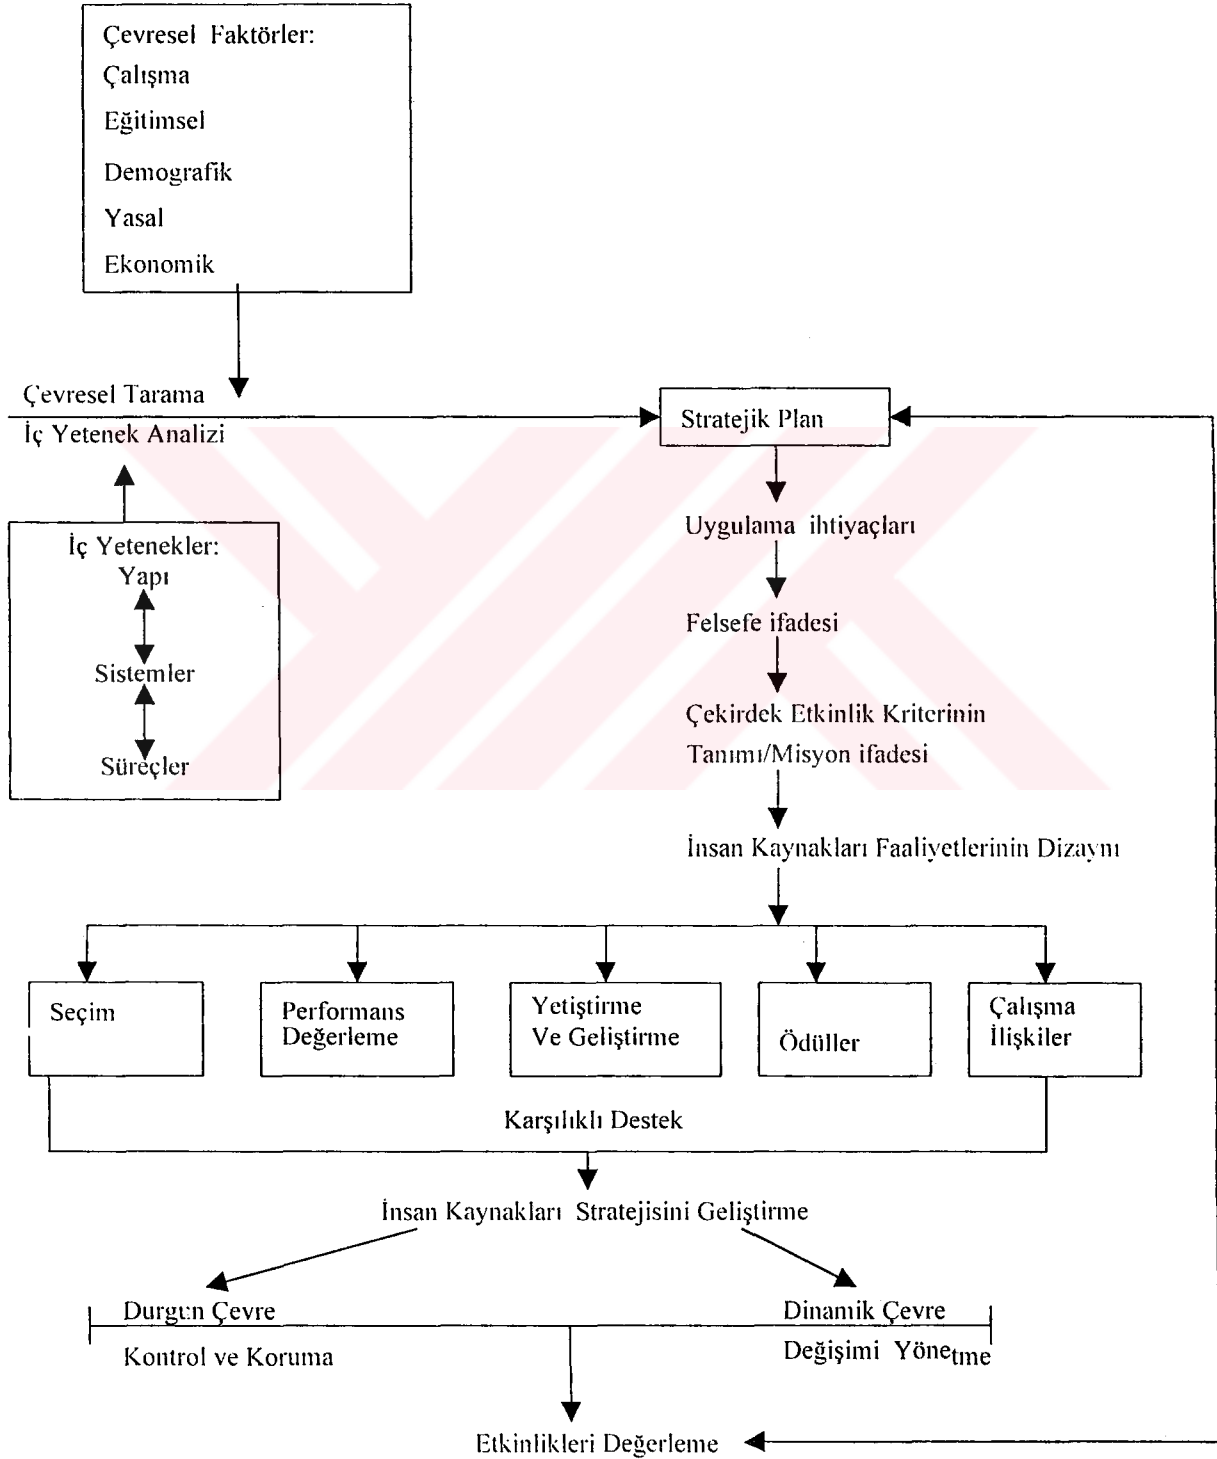 Çevresel Faktörler:
Çalışma
Eğitimsel
Demografik
Yasal
Ekonomik
Çevresel Tarama
İç Yetenek Analizi
Stratejik Plan
İç Yetenekler:
Yapı
Sistemler
Süreçler
Uygulama ihtiyaçları
Felsefe ifadesi
Çekirdek Etkinlik Kriterinin
Tanımı/Misyon ifadesi
İnsan Kaynakları Faaliyetlerinin Dizaynı
Seçim
Performans
Değerleme
Yetiştirme
Ve Geliştirme
Ödüller
Çalışma
İlişkiler
Karşılıklı Destek
İnsan Kaynakları Stratejisini Geliştirme
Durgun Çevre
Kontrol ve Koruma
Dinamik Çevre
Değişimi Yönetme
Etkinlikleri Değerleme